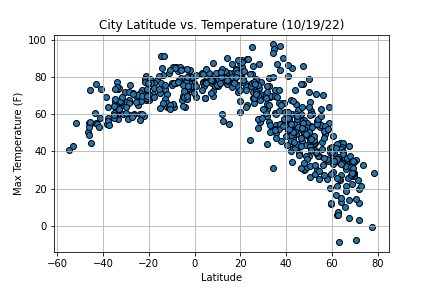 City Latitude vs. Temperature (10/19/22)
Max Temperature (F)
100
80
60
40
20
0
−60 −40 −20 0 20 40 60 80
Latitude